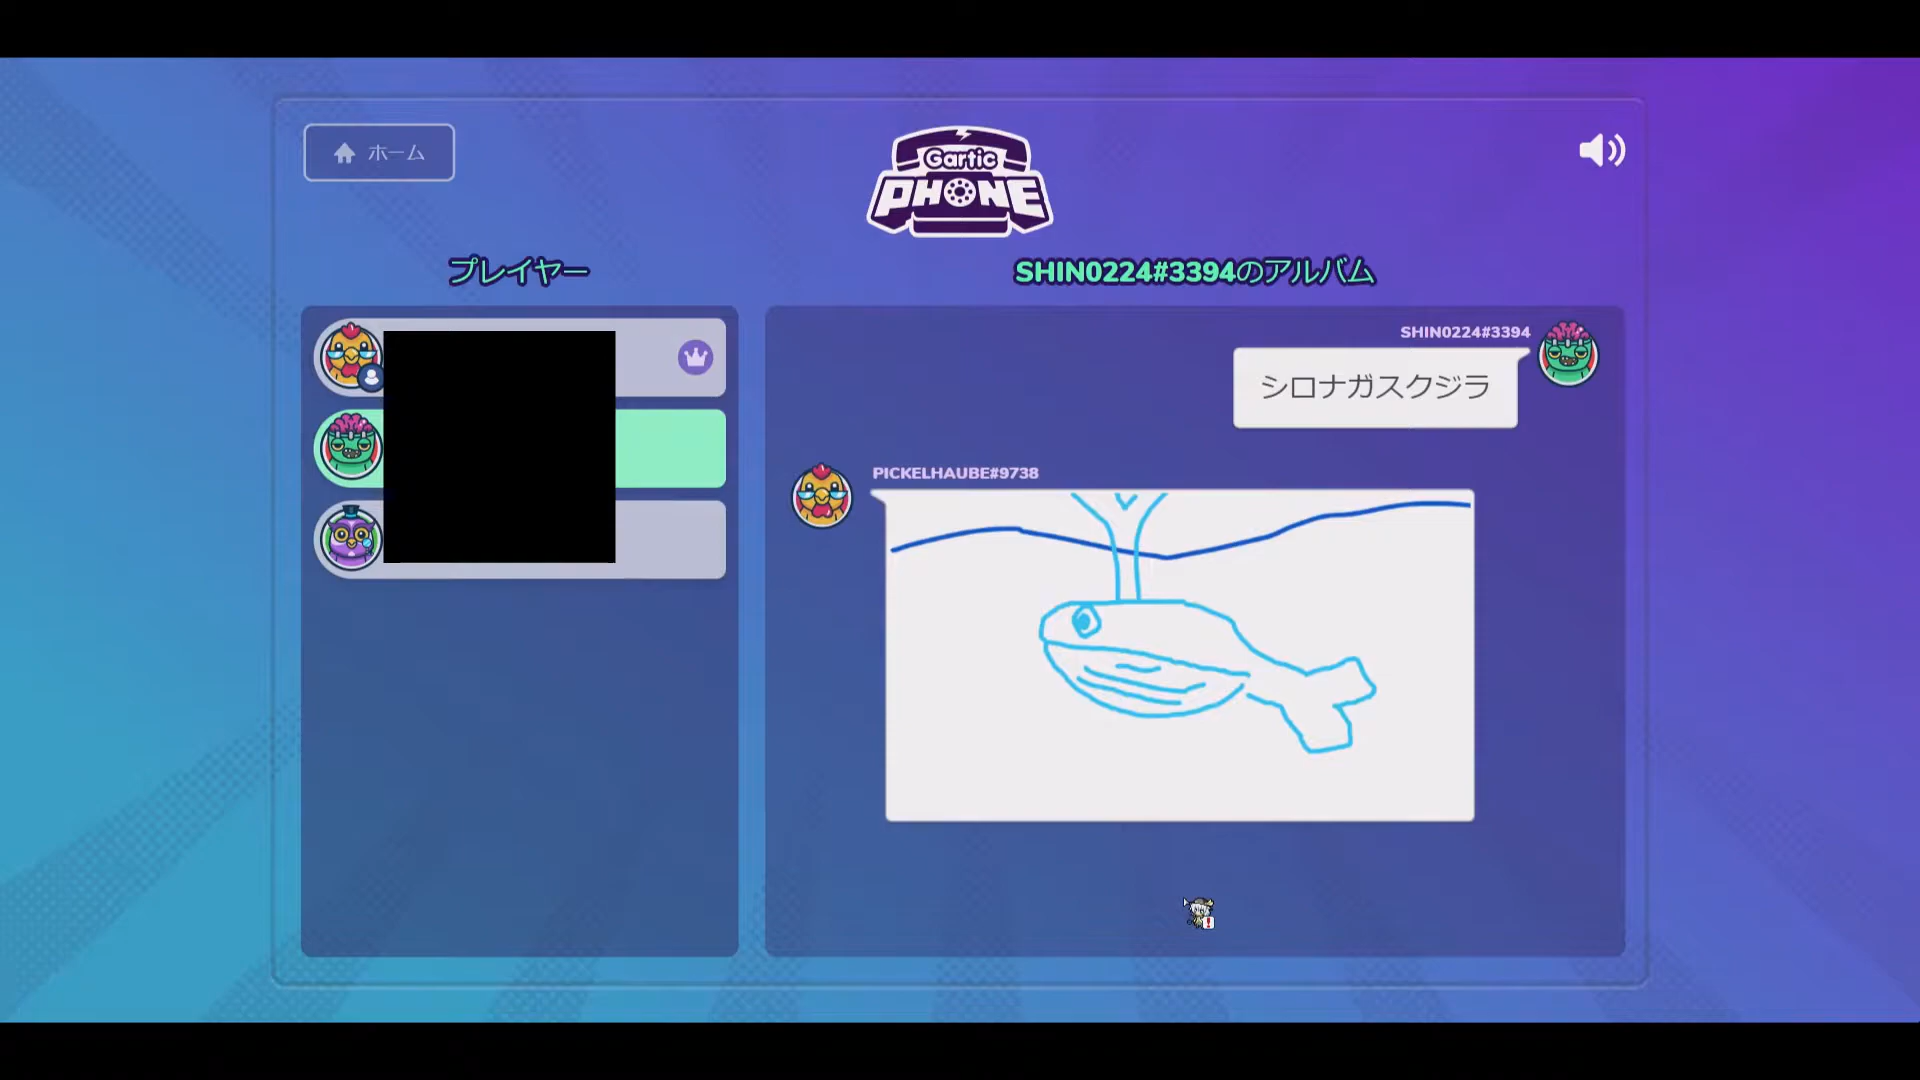 ホーム
Gartic
PHONE
プレイヤー
SHIN0224#3394のアルバム
SHIN0224#3394
シロナガスクジラ
PICKELHAUBE#9738